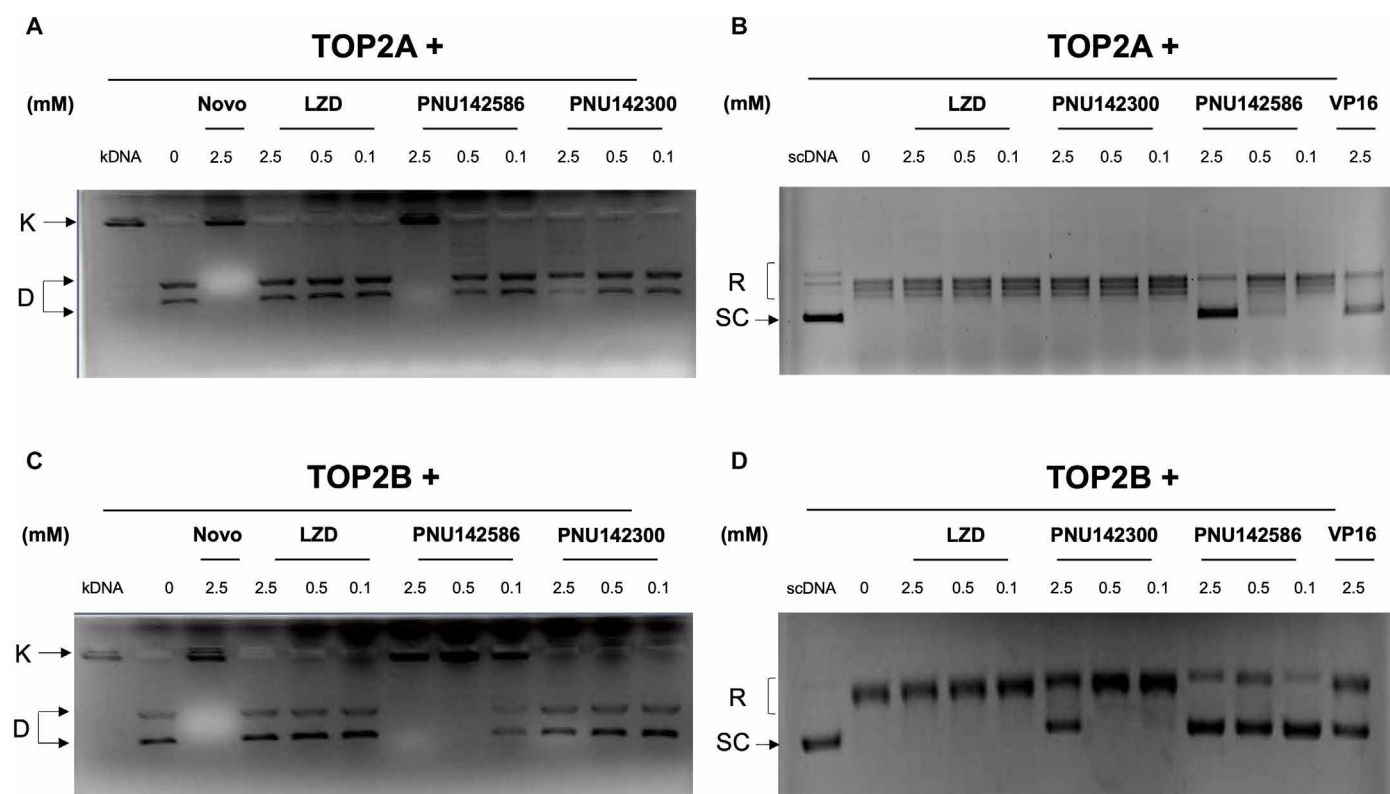 A
TOP2A +
(mM) Novo LZD PNU142586 PNU142300
kDNA 0 2.5 2.5 0.5 0.1 2.5 0.5 0.1 2.5 0.5 0.1
K
D
B
TOP2A +
(mM) LZD PNU142300 PNU142586 VP16
scDNA 0 2.5 0.5 0.1 2.5 0.5 0.1 2.5 0.5 0.1 2.5
R
SC
C
TOP2B +
(mM) Novo LZD PNU142586 PNU142300
kDNA 0 2.5 2.5 0.5 0.1 2.5 0.5 0.1 2.5 0.5 0.1
K
D
D
TOP2B +
(mM) LZD PNU142300 PNU142586 VP16
scDNA 0 2.5 0.5 0.1 2.5 0.5 0.1 2.5 0.5 0.1 2.5
R
SC